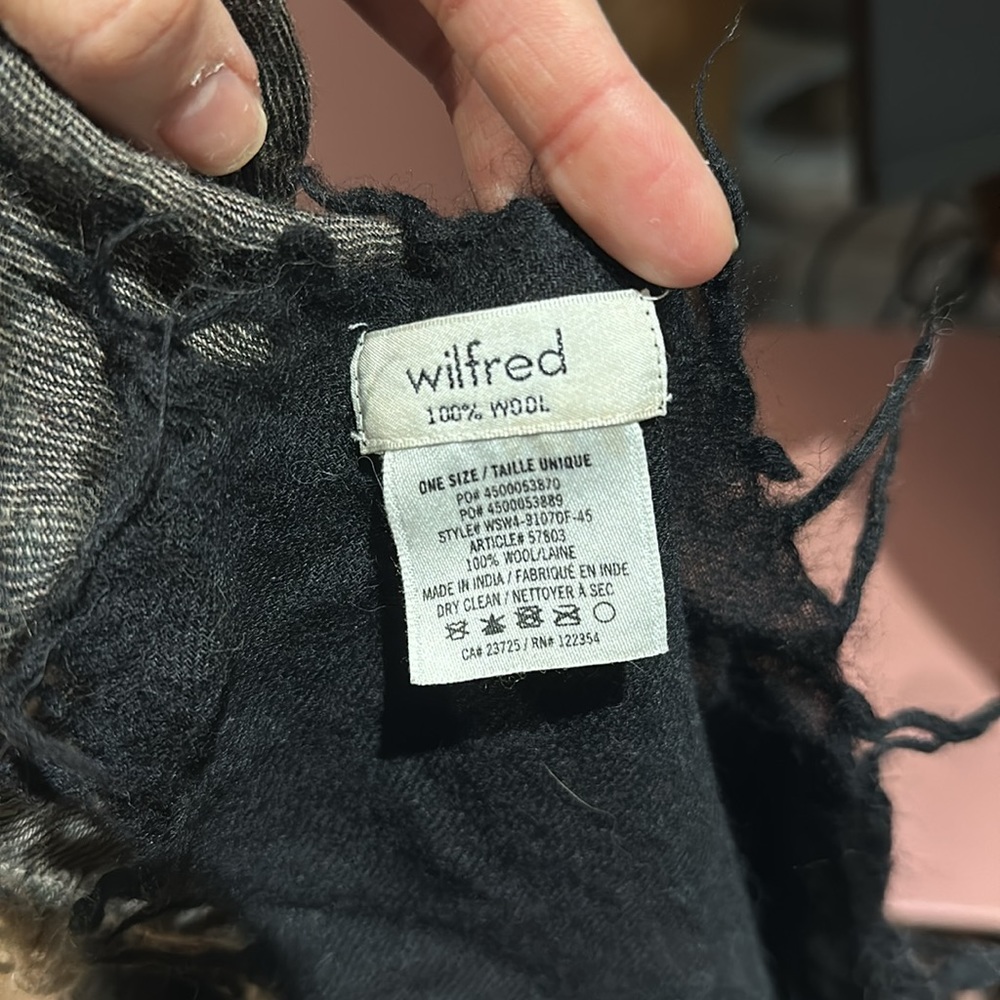 wilfred
100% WOOL
ONE SIZE / TAILLE UNIQUE
PO# 4500053870
PO# 4500053889
STYLE# WSW4-9107OF-45
ARTICLE# 57803
100% WOOL/LAINE
MADE IN INDIA / FABRIQUÉ EN INDE
DRY CLEAN / NETTOYER À SEC
CA# 23725 / RN# 122354